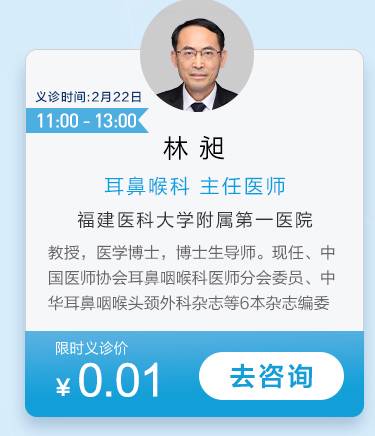 义诊时间:2月22日
11:00 - 13:00
林 昶
耳鼻喉科 主任医师
福建医科大学附属第一医院
教授，医学博士，博士生导师。现任、中
国医师协会耳鼻咽喉科医师分会委员、中
华耳鼻咽喉头颈外科杂志等6本杂志编委
限时义诊价
¥ 0.01
去咨询